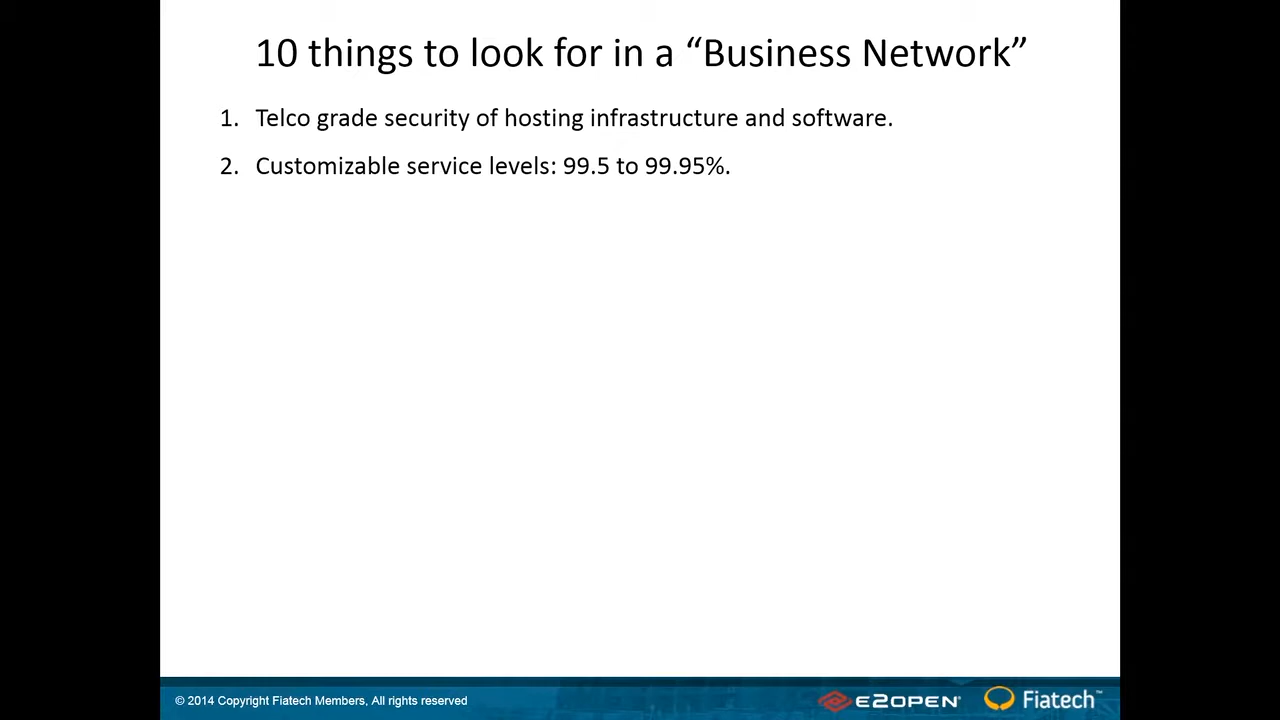 10 things to look for in a “Business Network”
1. Telco grade security of hosting infrastructure and software.
2. Customizable service levels: 99.5 to 99.95%.
© 2014 Copyright Fiatech Members, All rights reserved
E2OPEN®
Fiatech™